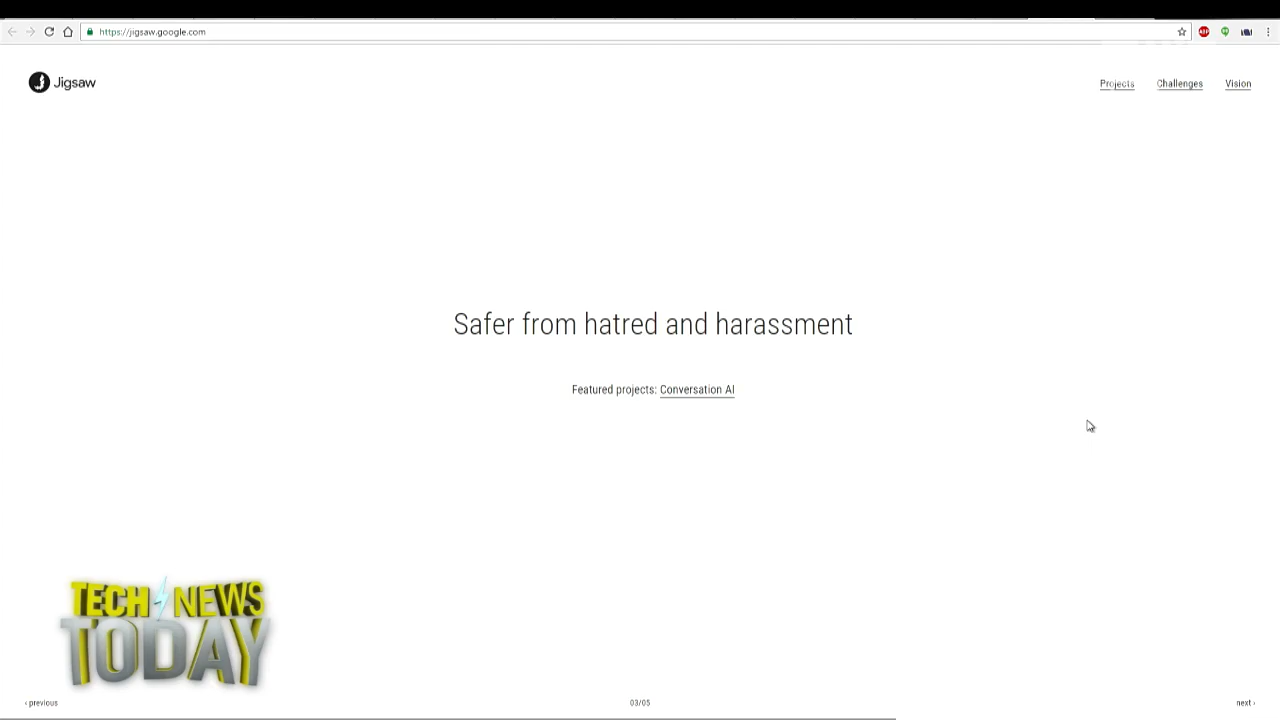 https://jigsaw.google.com
ABP
Jigsaw
Projects
Challenges
Vision
Safer from hatred and harassment
Featured projects: Conversation AI
TECH NEWS
TODAY
‹ previous
03/05
next ›